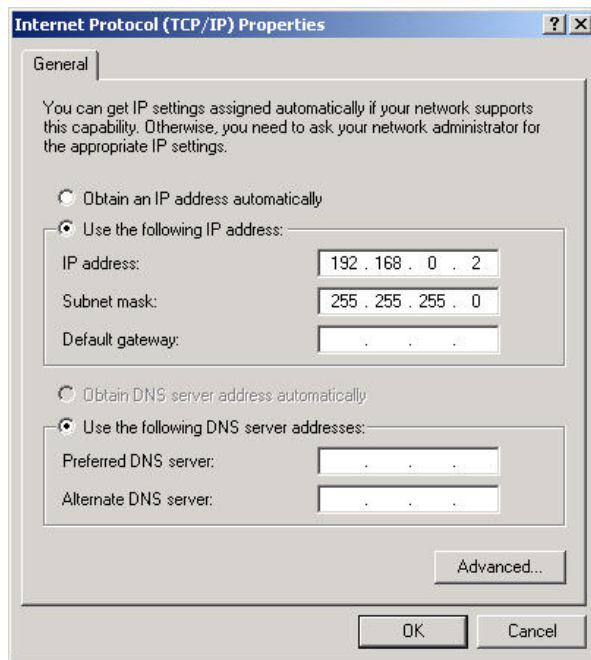 Internet Protocol (TCP/IP) Properties
General
You can get IP settings assigned automatically if your network supports
this capability. Otherwise, you need to ask your network administrator for
the appropriate IP settings.
Obtain an IP address automatically
Use the following IP address:
IP address: 192 . 168 . 0 . 2
Subnet mask: 255 . 255 . 255 . 0
Default gateway: . . .
Obtain DNS server address automatically
Use the following DNS server addresses:
Preferred DNS server: . . .
Alternate DNS server: . . .
Advanced...
OK Cancel